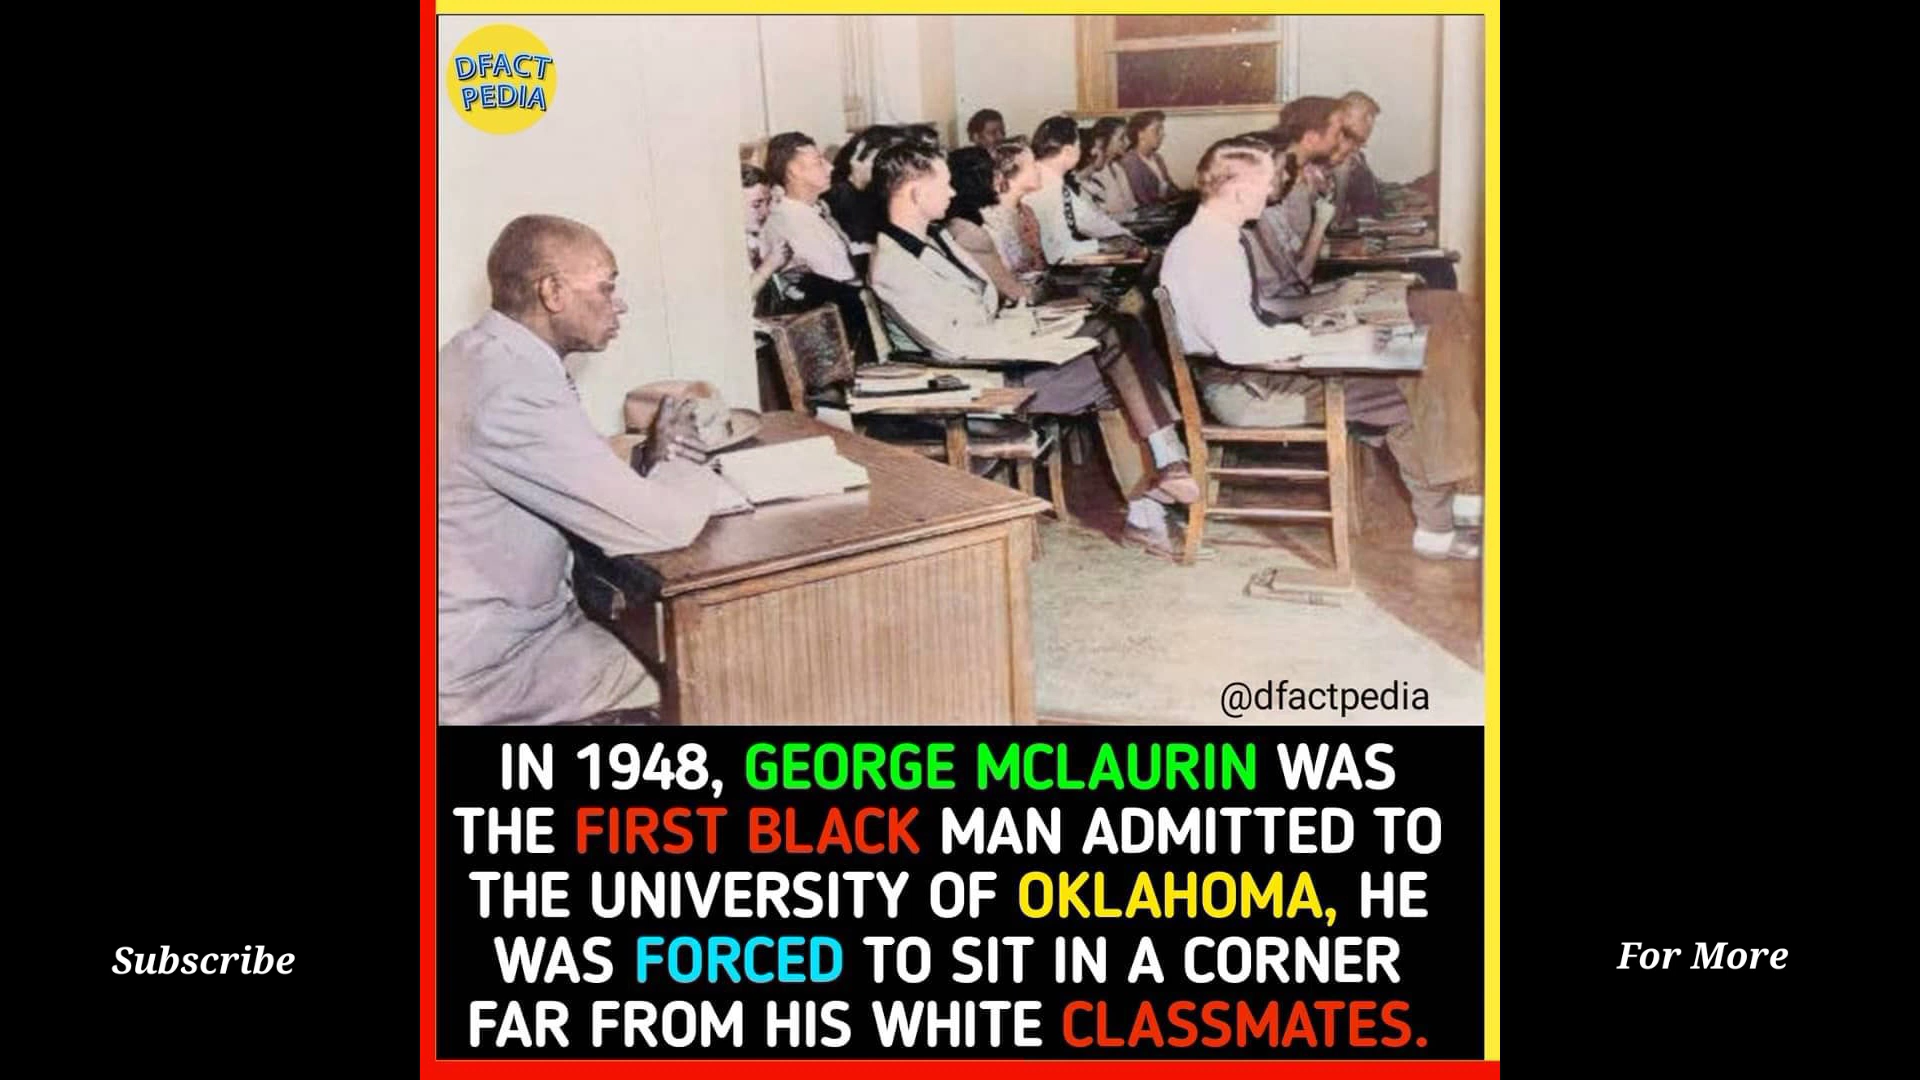 DFACT
PEDIA
@dfactpedia
IN 1948, GEORGE MCLAURIN WAS
THE FIRST BLACK MAN ADMITTED TO
THE UNIVERSITY OF OKLAHOMA, HE
WAS FORCED TO SIT IN A CORNER
FAR FROM HIS WHITE CLASSMATES.
Subscribe
For More